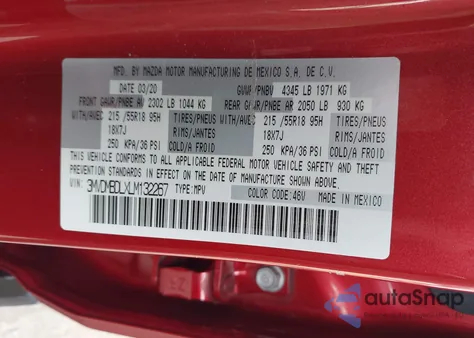 MFD. BY MAZDA MOTOR MANUFACTURING DE MEXICO S.A. DE C.V.
DATE 03/20 GVWR/PNBV 4345 LB 1971 KG
FRONT GAWR/PNBE AV 2302 LB 1044 KG REAR GAWR/PNBE AR 2050 LB 930 KG
WITH/AVEC 215/55R18 95H TIRES/PNEUS WITH/AVEC 215/55R18 95H TIRES/PNEUS
18X7J RIMS/JANTES 18X7J RIMS/JANTES
250 KPA/36 PSI COLD/A FROID 250 KPA/36 PSI COLD/A FROID
THIS VEHICLE CONFORMS TO ALL APPLICABLE FEDERAL MOTOR VEHICLE SAFETY, BUMPER, AND
THEFT PREVENTION STANDARDS IN EFFECT ON THE DATE OF MANUFACTURE SHOWN ABOVE.
VIN: 3MVDMBDLXLM132267 TYPE: MPV
COLOR CODE: 46V MADE IN MEXICO
autoSnap